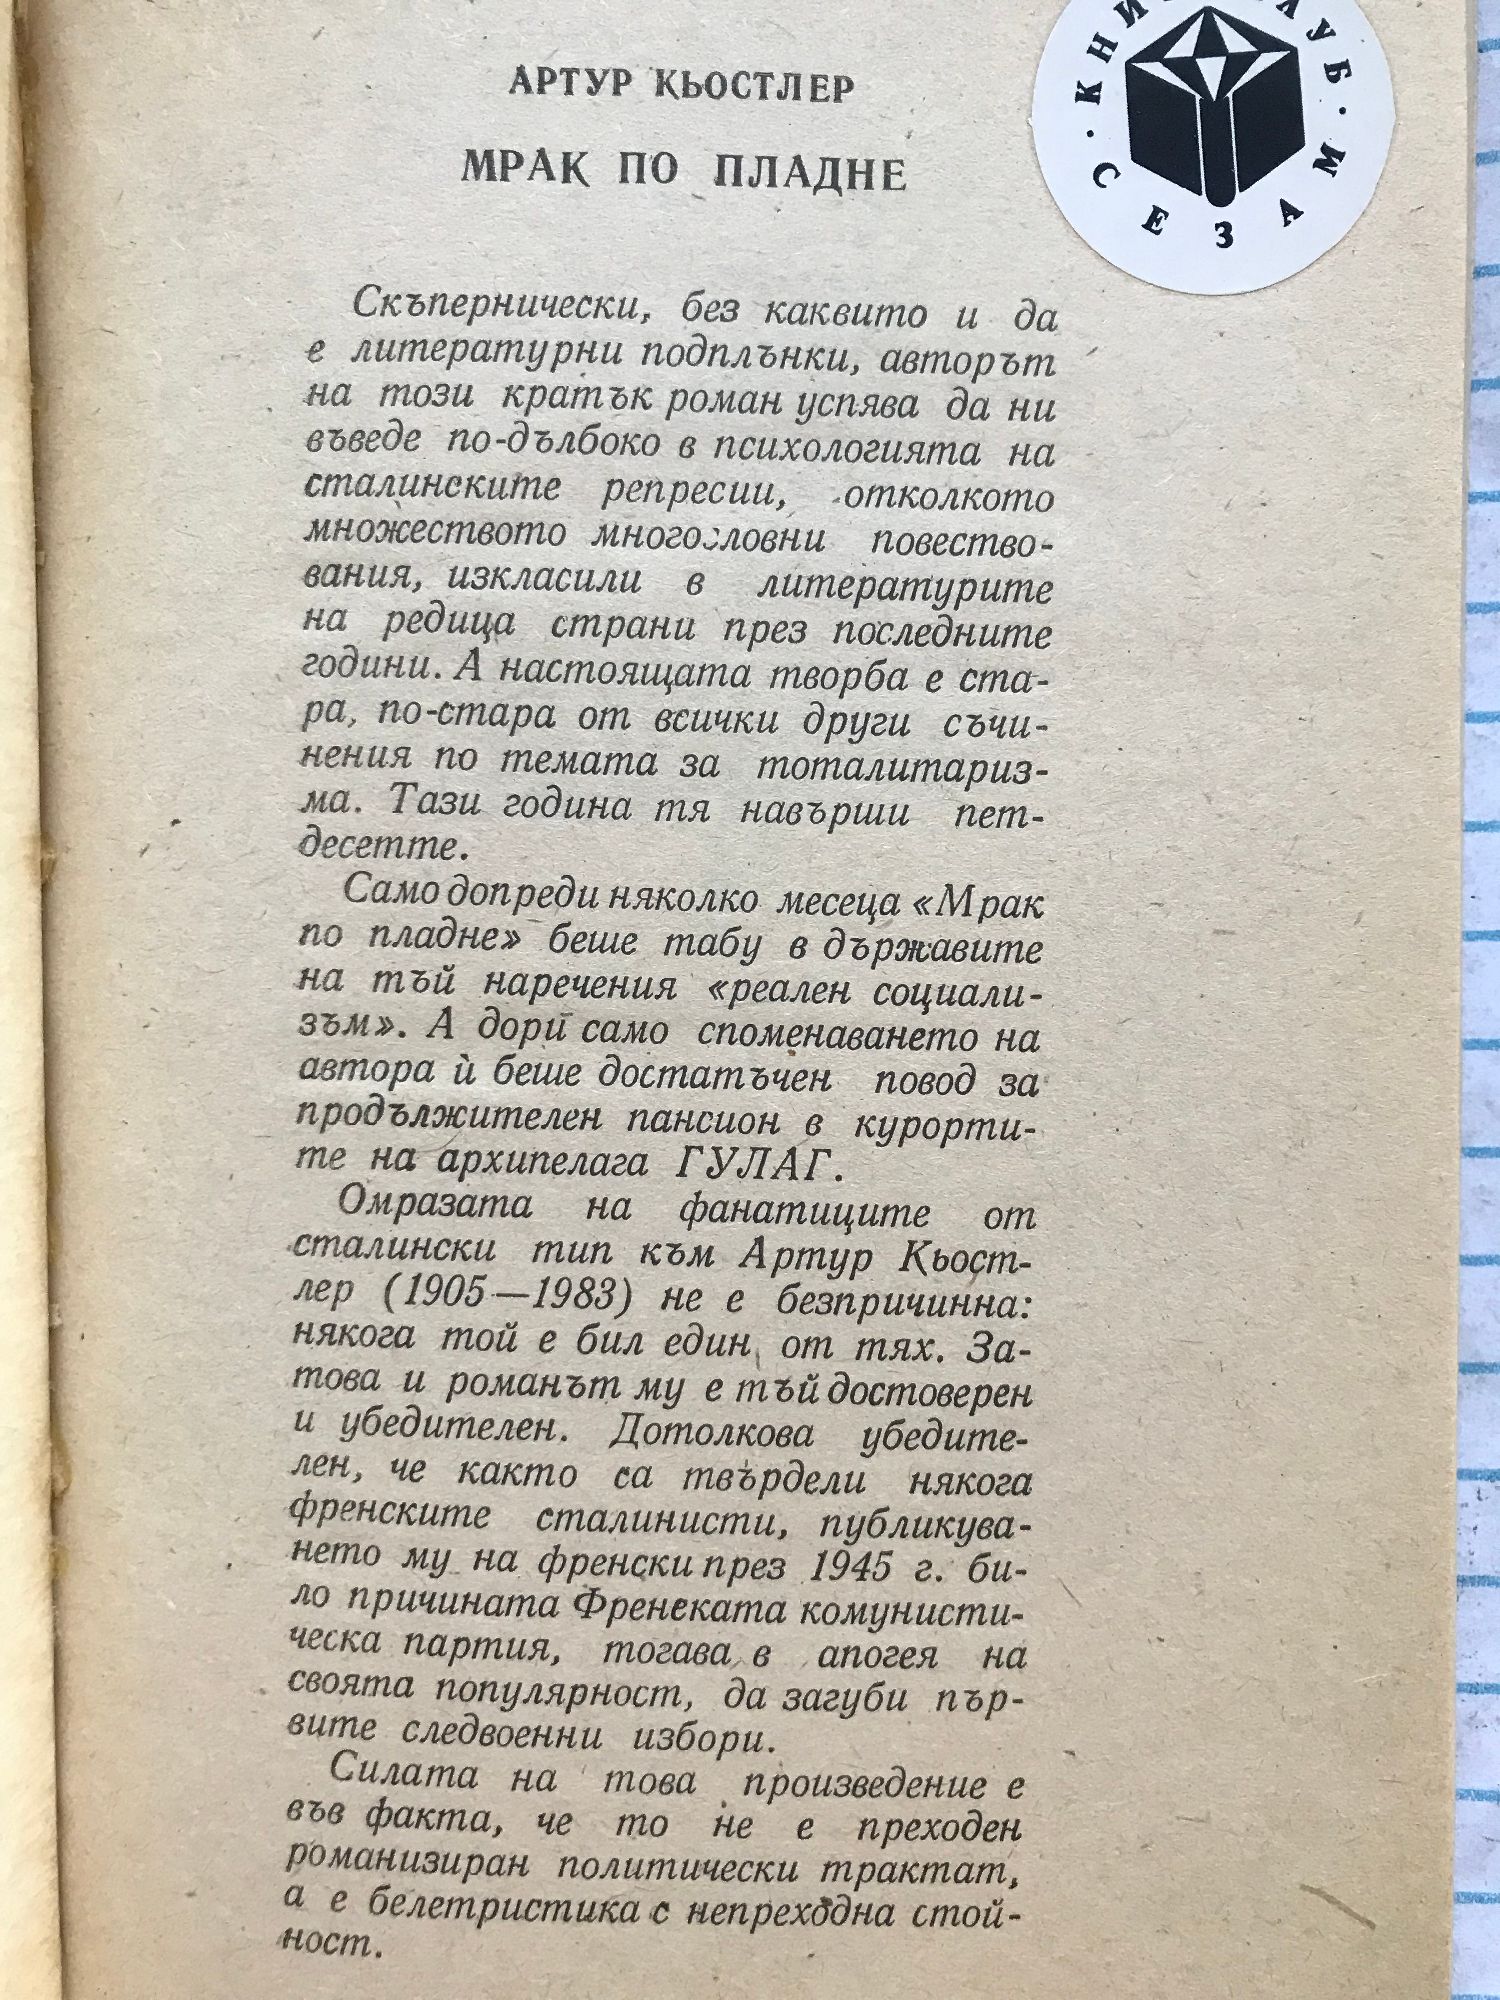 АРТУР КЬОСТЛЕР
МРАК ПО ПЛАДНЕ
Скъпернически, без каквито и да
е литературни подплънки, авторът
на този кратък роман успява да ни
въведе по-дълбоко в психологията на
сталинските репресии, отколкото
множеството многословни повество-
вания, изкласили в литературите
на редица страни през последните
години. А настоящата творба е ста-
ра, по-стара от всички други съчи-
нения по темата за тоталитариз-
ма. Тази година тя навърши пет-
десетте.
Само допреди няколко месеца «Мрак
по пладне» беше табу в държавите
на тъй наречения «реален социали-
зъм». А дори само споменаването на
автора ѝ беше достатъчен повод за
продължителен пансион в курорти-
те на архипелага ГУЛАГ.
Омразата на фанатиците от
сталински тип към Артур Кьост-
лер (1905—1983) не е безпричинна:
някога той е бил един от тях. За-
това и романът му е тъй достоверен
и убедителен. Дотолкова убедите-
лен, че както са твърдели някога
френските сталинисти, публикува-
нето му на френски през 1945 г. би-
ло причината Френската комунисти-
ческа партия, тогава в апогея на
своята популярност, да загуби пър-
вите следвоенни избори.
Силата на това произведение е
във факта, че то не е преходен
романизиран политически трактат,
а е белетристика с непреходна стой-
ност.
СЕЗАМ